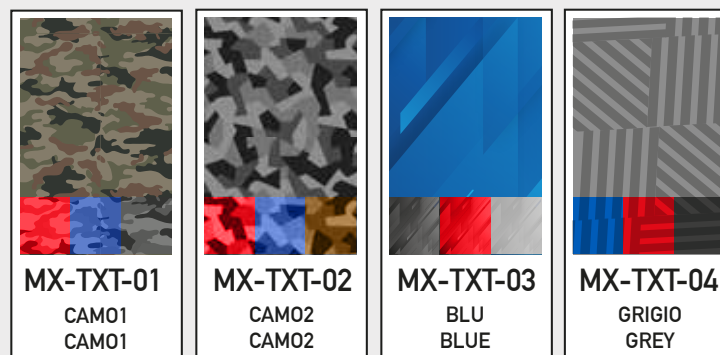 MX-TXT-01
CAMO1
CAMO1
MX-TXT-02
CAMO2
CAMO2
MX-TXT-03
BLU
BLUE
MX-TXT-04
GRIGIO
GREY